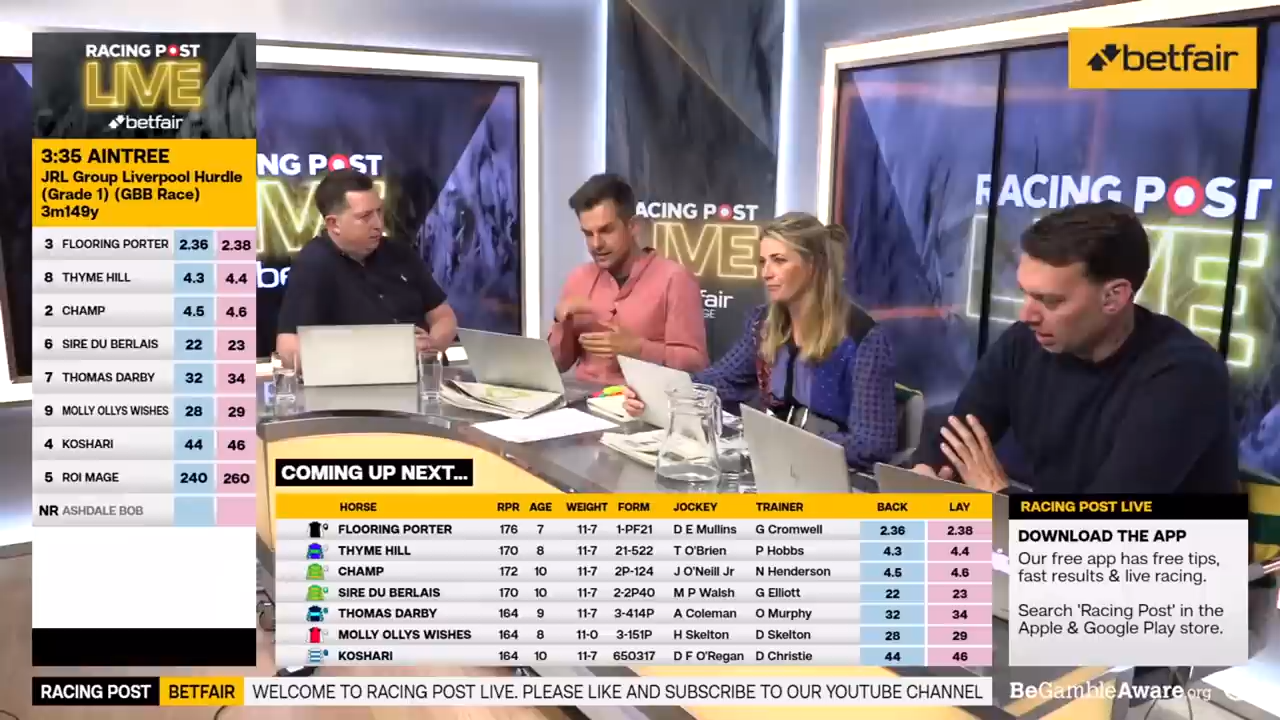 RACING POST
LIVE
betfair
3:35 AINTREE
JRL Group Liverpool Hurdle
(Grade 1) (GBB Race)
3m149y
3 FLOORING PORTER 2.36 2.38
8 THYME HILL 4.3 4.4
2 CHAMP 4.5 4.6
6 SIRE DU BERLAIS 22 23
7 THOMAS DARBY 32 34
9 MOLLY OLLYS WISHES 28 29
4 KOSHARI 44 46
5 ROI MAGE 240 260
NR ASHDALE BOB
betfair
NG POST
be
ACING POST
LIVE
fair
RACING POST
LIVE
COMING UP NEXT...
HORSE RPR AGE WEIGHT FORM JOCKEY TRAINER BACK LAY
FLOORING PORTER 176 7 11-7 1-PF21 D E Mullins G Cromwell 2.36 2.38
THYME HILL 170 8 11-7 21-522 T O'Brien P Hobbs 4.3 4.4
CHAMP 172 10 11-7 2P-124 J O'Neill Jr N Henderson 4.5 4.6
SIRE DU BERLAIS 170 10 11-7 2-2P40 M P Walsh G Elliott 22 23
THOMAS DARBY 164 9 11-7 3-414P A Coleman O Murphy 32 34
MOLLY OLLYS WISHES 164 8 11-0 3-151P H Skelton D Skelton 28 29
KOSHARI 164 10 11-7 650317 D F O'Regan D Christie 44 46
RACING POST LIVE
DOWNLOAD THE APP
Our free app has free tips,
fast results & live racing.
Search 'Racing Post' in the
Apple & Google Play store.
RACING POST BETFAIR WELCOME TO RACING POST LIVE. PLEASE LIKE AND SUBSCRIBE TO OUR YOUTUBE CHANNEL
BeGambleAware.org